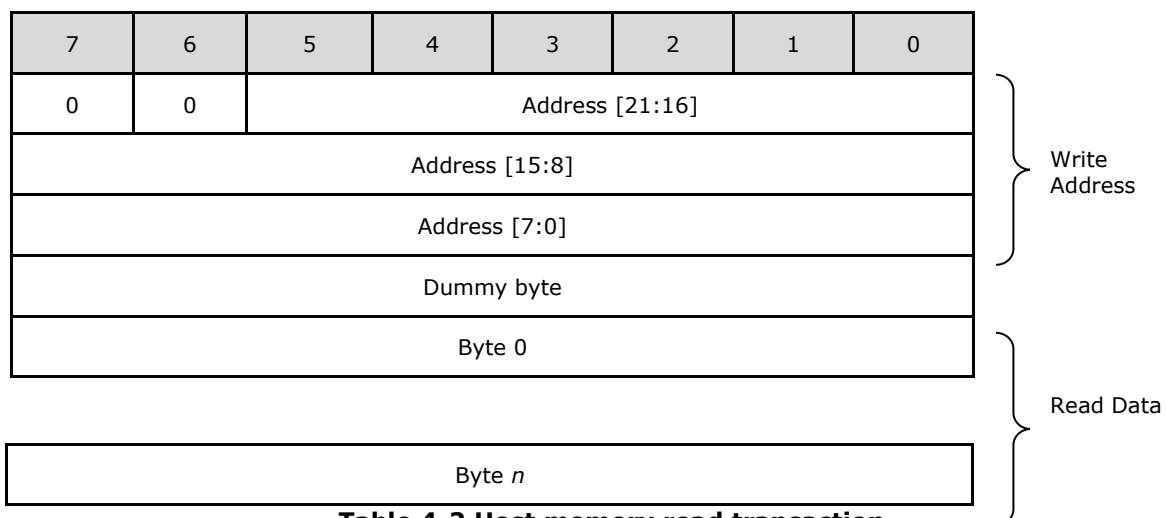 7 6 5 4 3 2 1 0
0 0 Address [21:16]
Address [15:8]
Write
Address
Address [7:0]
Dummy byte
Byte 0
Read Data
Byte n
Table 4-3 Host memory read transaction